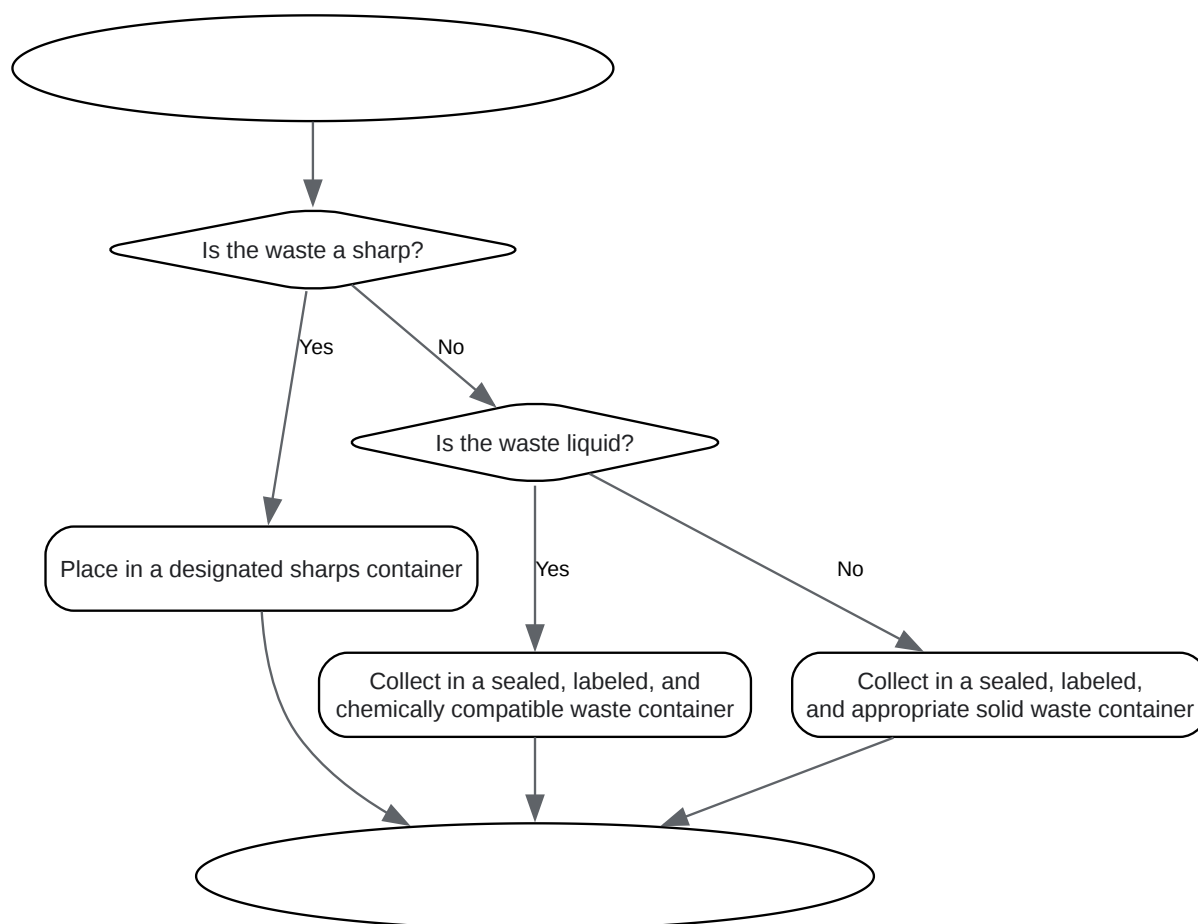 Is the waste a sharp?
Yes
No
Is the waste liquid?
Place in a designated sharps container
Yes
No
Collect in a sealed, labeled, and
chemically compatible waste container
Collect in a sealed, labeled,
and appropriate solid waste container